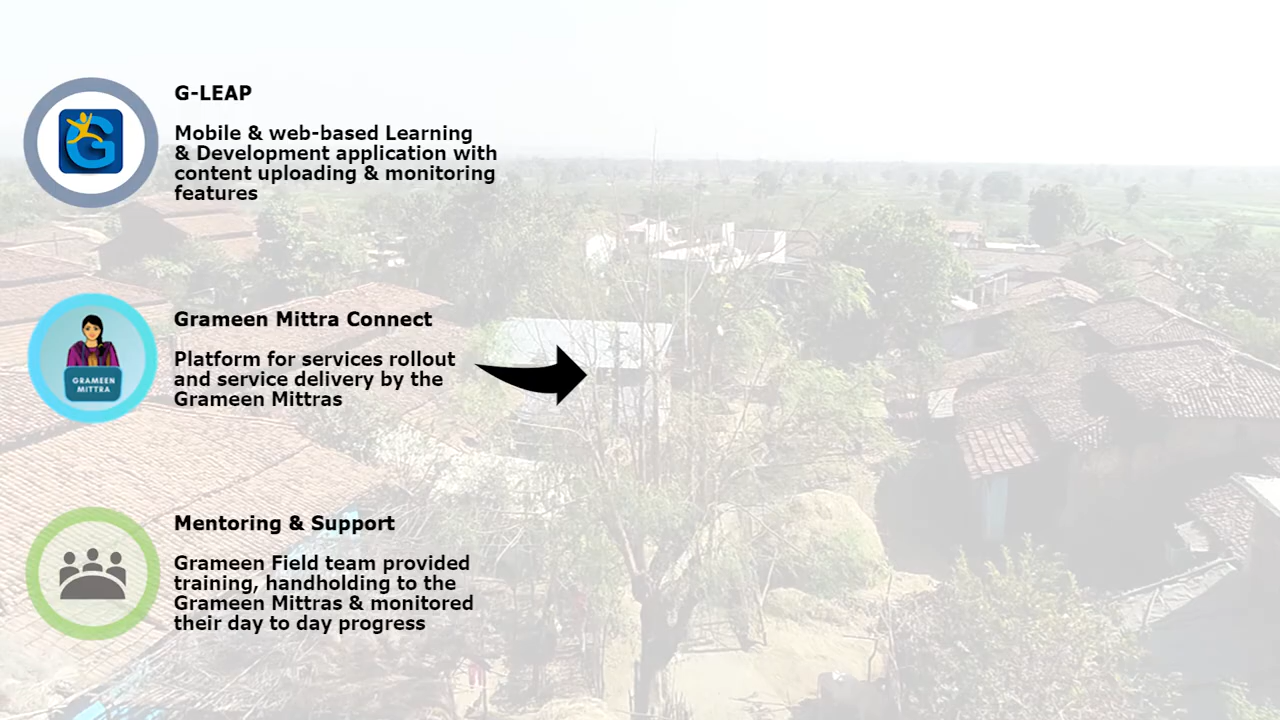 G-LEAP
Mobile & web-based Learning
& Development application with
content uploading & monitoring
features
Grameen Mittra Connect
Platform for services rollout
and service delivery by the
Grameen Mittras
GRAMEEN
MITTRA
Mentoring & Support
Grameen Field team provided
training, handholding to the
Grameen Mittras & monitored
their day to day progress